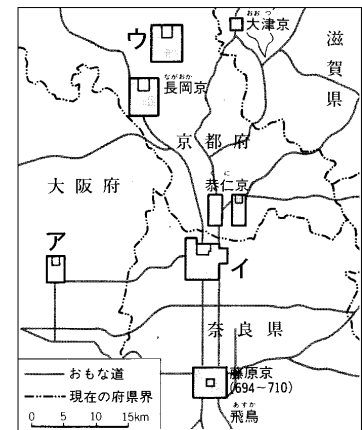 おおつ
大津京
ウ
滋賀県
ながおか
長岡京
京都府
に
恭仁京
大阪府
ア
イ
奈良県
藤原京
(694〜710)
あすか
飛鳥
おもな道
現在の府県界
0 5 10 15km